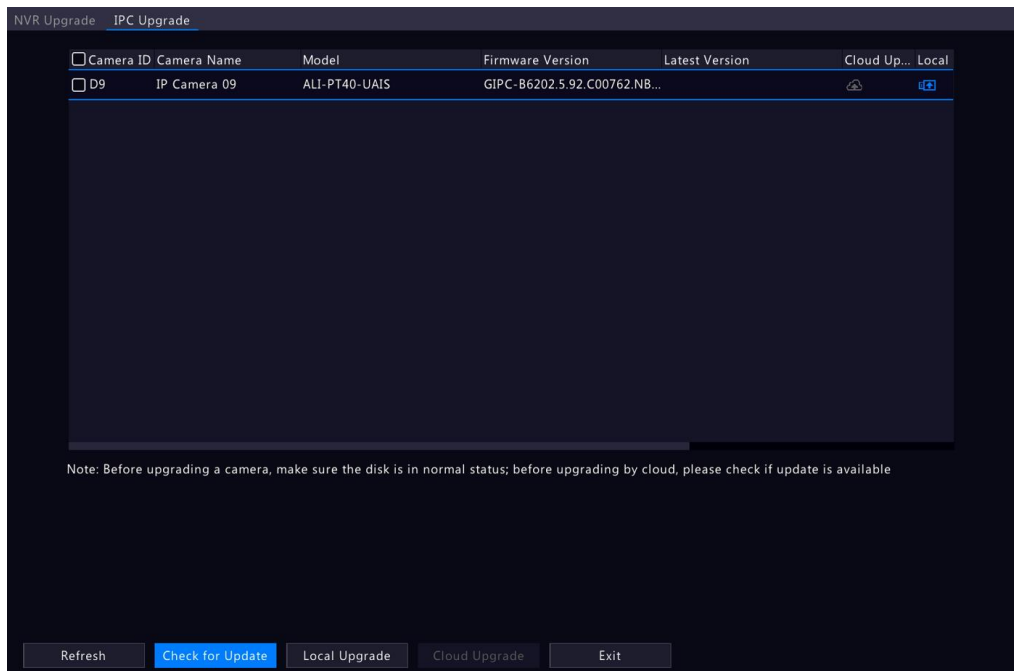 NVR Upgrade IPC Upgrade
Camera ID Camera Name Model Firmware Version Latest Version Cloud Up... Local
D9 IP Camera 09 ALI-PT40-UAIS GIPC-B6202.5.92.C00762.NB...
Note: Before upgrading a camera, make sure the disk is in normal status; before upgrading by cloud, please check if update is available
Refresh Check for Update Local Upgrade Cloud Upgrade Exit